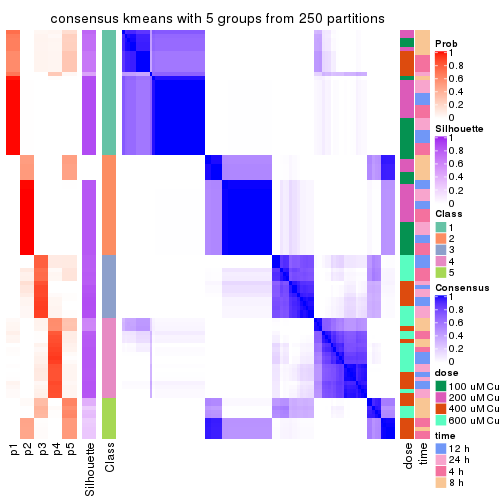 consensus kmeans with 5 groups from 250 partitions
Prob
1
0.8
0.6
0.4
0.2
0
Silhouette
1
0.8
0.6
0.4
0.2
0
Class
1
2
3
4
5
Consensus
1
0.8
0.6
0.4
0.2
0
dose
100 uM Cu
200 uM Cu
400 uM Cu
600 uM Cu
time
12 h
24 h
4 h
8 h
p1
p2
p3
p4
p5
Silhouette
Class
dose
time